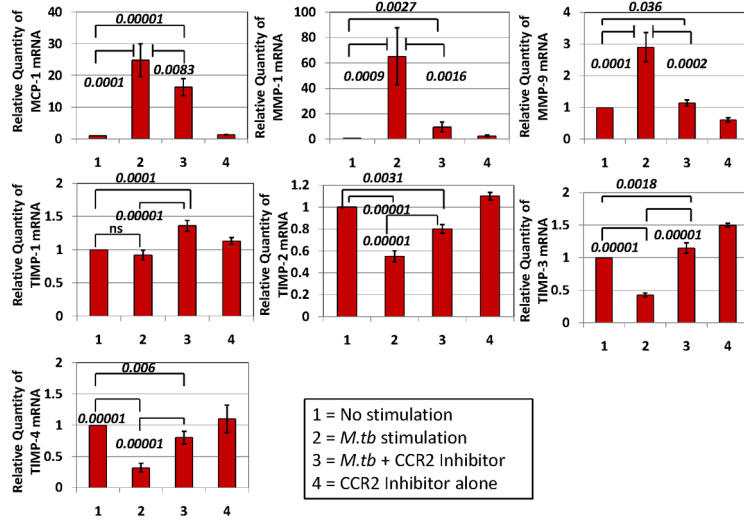 0.00001
0.0001
0.0083
Relative Quantity of
MCP-1 mRNA
40
30
20
10
0
1 2 3 4
0.0027
0.0009
0.0016
Relative Quantity of
MMP-1 mRNA
100
80
60
40
20
0
1 2 3 4
0.036
0.0001
0.0002
Relative Quantity of
MMP-9 mRNA
4
3
2
1
0
1 2 3 4
0.0001
0.00001
ns
Relative Quantity of
TIMP-1 mRNA
2
1.5
1
0.5
0
1 2 3 4
0.0031
0.00001
0.00001
Relative Quantity of
TIMP-2 mRNA
1.2
1
0.8
0.6
0.4
0.2
0
1 2 3 4
0.0018
0.00001
0.00001
Relative Quantity of
TIMP-3 mRNA
2
1.5
1
0.5
0
1 2 3 4
0.006
0.00001
0.00001
Relative Quantity of
TIMP-4 mRNA
2
1.5
1
0.5
0
1 2 3 4
1 = No stimulation
2 = M.tb stimulation
3 = M.tb + CCR2 Inhibitor
4 = CCR2 Inhibitor alone